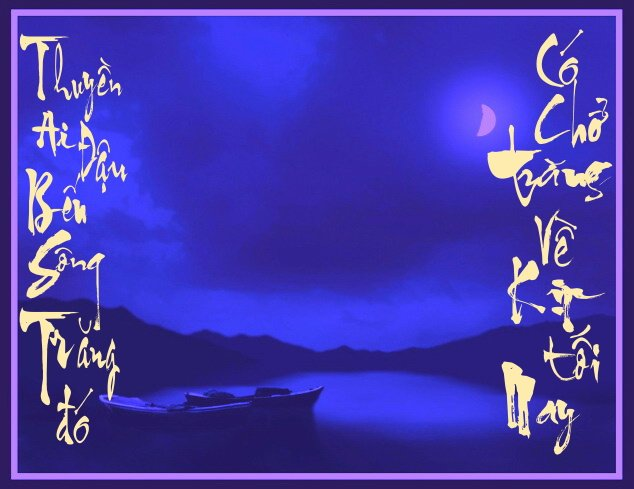 Thuyền
Ai Đậu
Bến
Sông
Trăng
đó
Có
Chở
trăng
Về
Kịp
tối
Nay